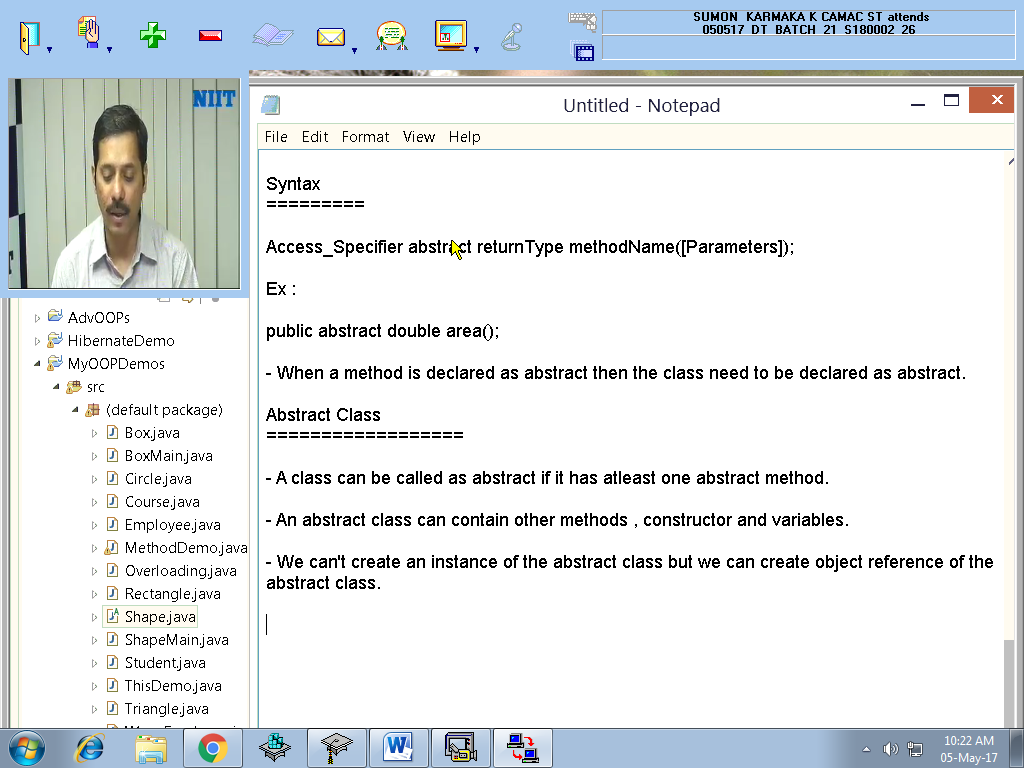 SUMON KARMAKA K CAMAC ST attends
050517 DT BATCH 21 S180002 26
NIIT
Untitled - Notepad
File Edit Format View Help
Syntax
=========
Access_Specifier abstract returnType methodName([Parameters]);
Ex :
public abstract double area();
- When a method is declared as abstract then the class need to be declared as abstract.
Abstract Class
==================
- A class can be called as abstract if it has atleast one abstract method.
- An abstract class can contain other methods , constructor and variables.
- We can't create an instance of the abstract class but we can create object reference of the
abstract class.
AdvOOPs
HibernateDemo
MyOOPDemos
src
(default package)
Box.java
BoxMain.java
Circle.java
Course.java
Employee.java
MethodDemo.java
Overloading.java
Rectangle.java
Shape.java
ShapeMain.java
Student.java
ThisDemo.java
Triangle.java
10:22 AM
05-May-17